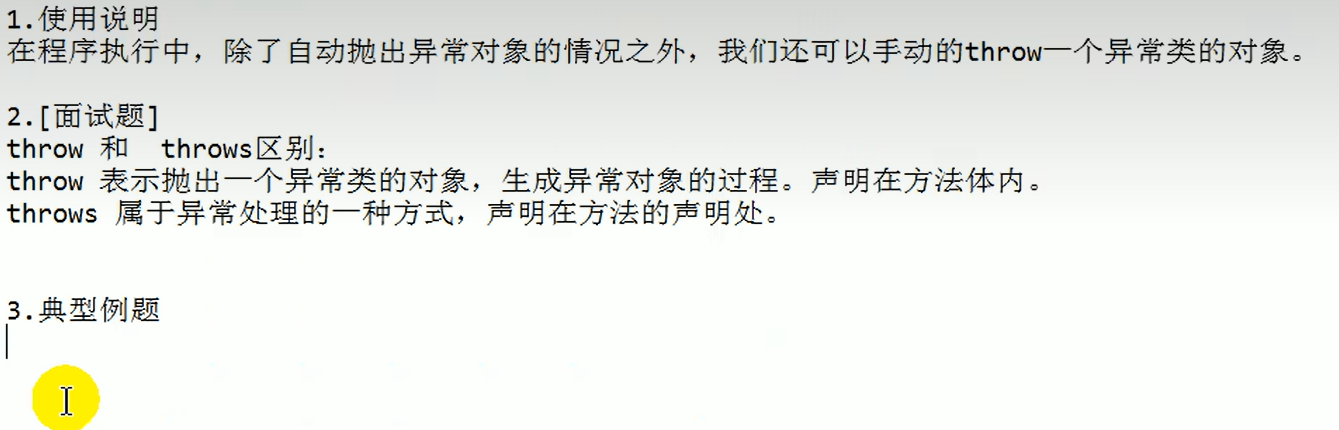 1.使用说明
在程序执行中，除了自动抛出异常对象的情况之外，我们还可以手动的throw一个异常类的对象。
2.[面试题]
throw 和  throws区别：
throw 表示抛出一个异常类的对象，生成异常对象的过程。声明在方法体内。
throws 属于异常处理的一种方式，声明在方法的声明处。
3.典型例题